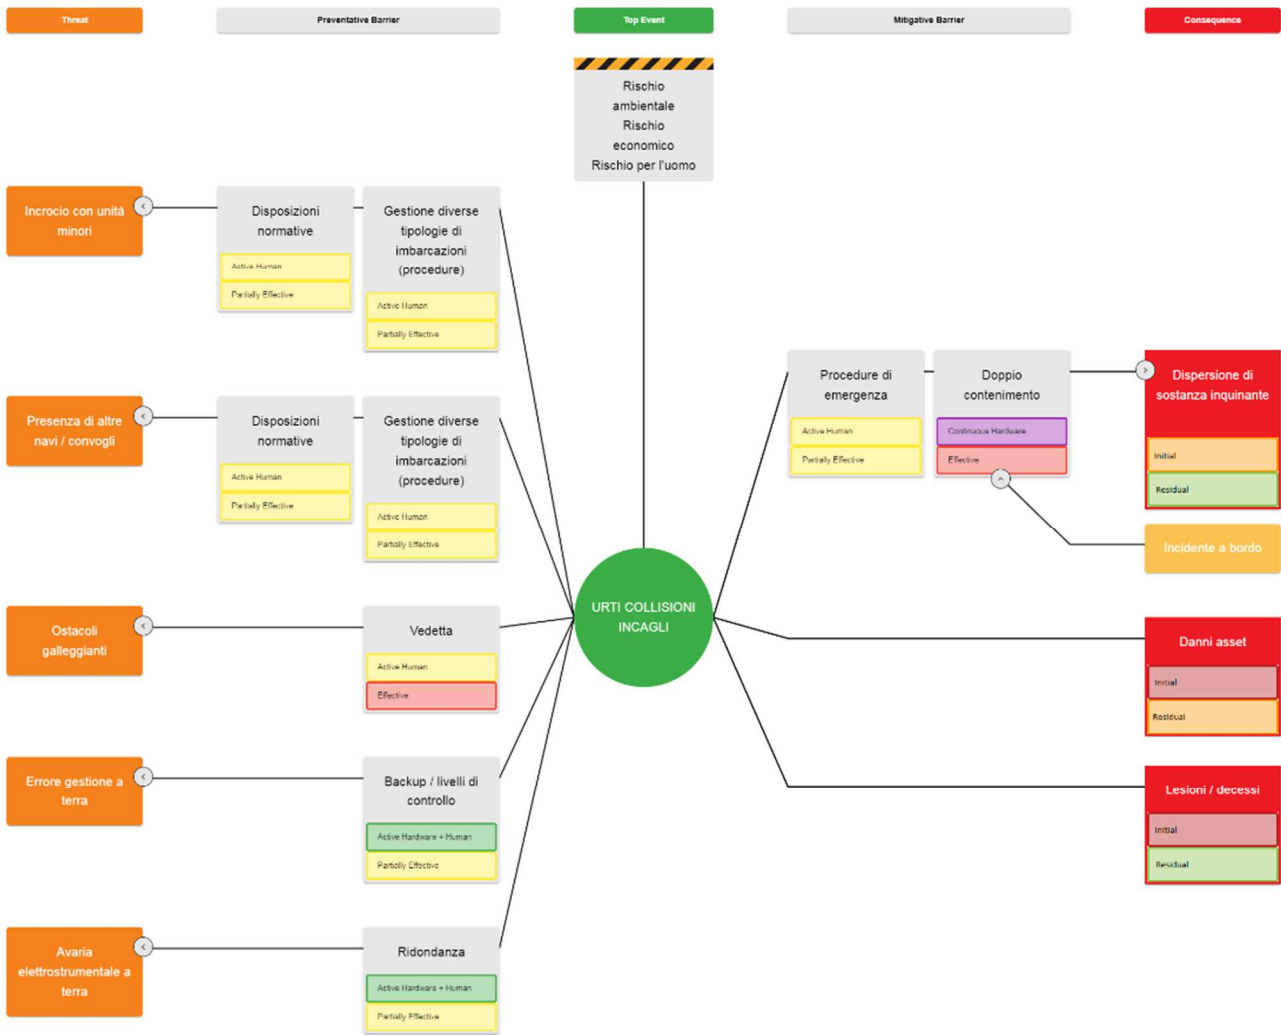 Threat
Preventative Barrier
Top Event
Mitigative Barrier
Consequence
Rischio
ambientale
Rischio
economico
Rischio per l'uomo
Incrocio con unità
minori
Disposizioni
normative
Active Human
Partially Effective
Gestione diverse
tipologie di
imbarcazioni
(procedure)
Active Human
Partially Effective
Presenza di altre
navi / convogli
Disposizioni
normative
Active Human
Partially Effective
Gestione diverse
tipologie di
imbarcazioni
(procedure)
Active Human
Partially Effective
Ostacoli
galleggianti
Vedetta
Active Human
Effective
Errore gestione a
terra
Backup / livelli di
controllo
Active Hardware + Human
Partially Effective
Avaria
elettrostrumentale a
terra
Ridondanza
Active Hardware + Human
Partially Effective
URTI COLLISIONI
INCAGLI
Procedure di
emergenza
Active Human
Partially Effective
Doppio
contenimento
Continuous Hardware
Effective
Dispersione di
sostanza inquinante
Initial
Residual
Incidente a bordo
Danni asset
Initial
Residual
Lesioni / decessi
Initial
Residual